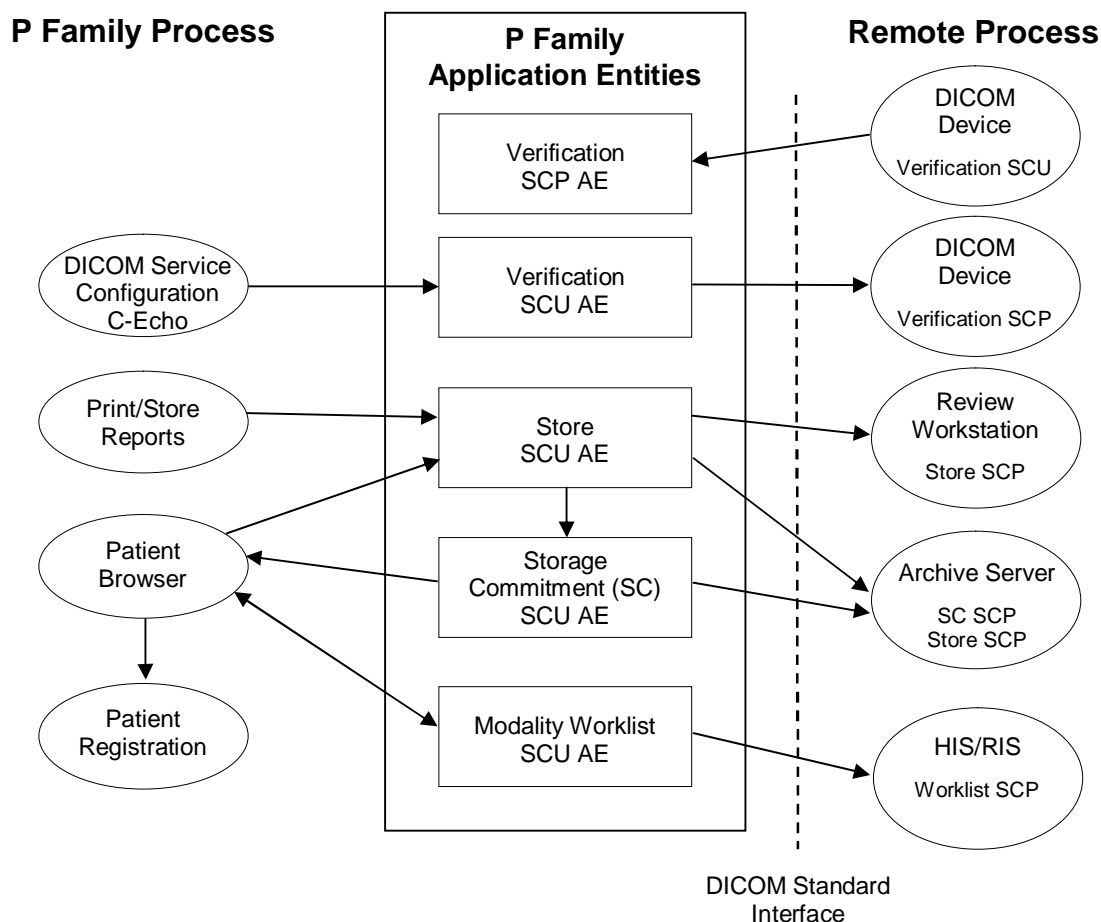 P Family Process
P Family
Application Entities
Remote Process
Verification
SCP AE
DICOM
Device
Verification SCU
DICOM Service
Configuration
C-Echo
Verification
SCU AE
DICOM
Device
Verification SCP
Print/Store
Reports
Store
SCU AE
Review
Workstation
Store SCP
Patient
Browser
Storage
Commitment (SC)
SCU AE
Archive Server
SC SCP
Store SCP
Patient
Registration
Modality Worklist
SCU AE
HIS/RIS
Worklist SCP
DICOM Standard
Interface